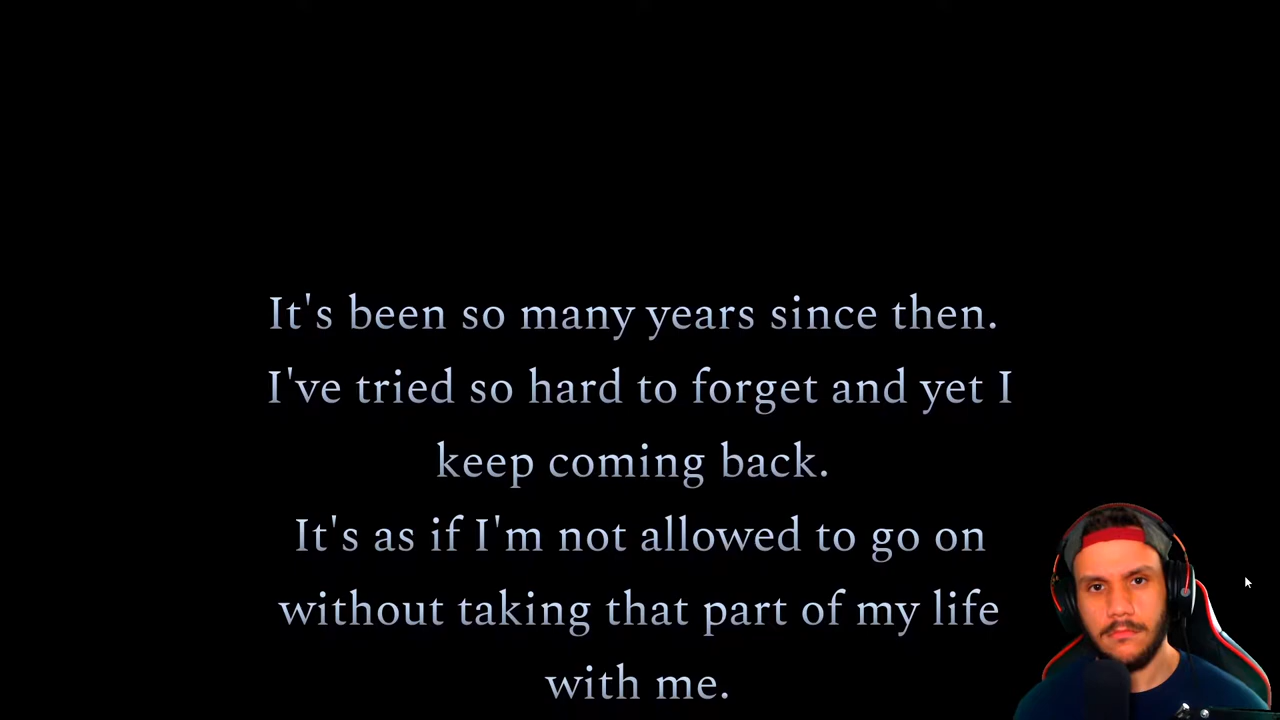 It's been so many years since then.
I've tried so hard to forget and yet I
keep coming back.
It's as if I'm not allowed to go on
without taking that part of my life
with me.